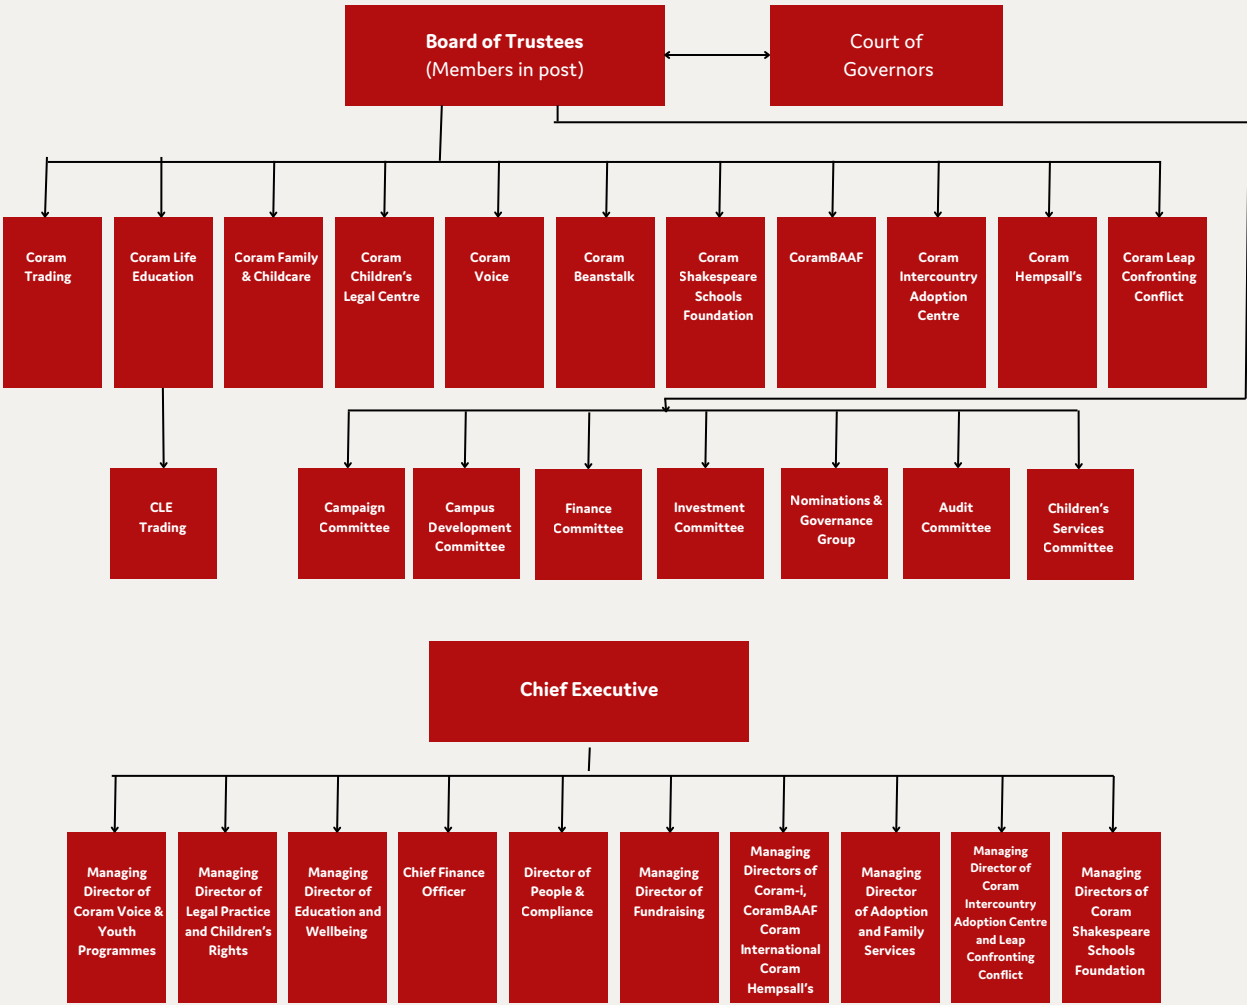 Board of Trustees
(Members in post)
Court of
Governors
Coram
Trading
Coram Life
Education
Coram Family
& Childcare
Coram
Children's
Legal Centre
Coram
Voice
Coram
Beanstalk
Coram
Shakespeare
Schools
Foundation
CoramBAAF
Coram
Intercountry
Adoption
Centre
Coram
Hempsall's
Coram Leap
Confronting
Conflict
CLE
Trading
Campaign
Committee
Campus
Development
Committee
Finance
Committee
Investment
Committee
Nominations &
Governance
Group
Audit
Committee
Children's
Services
Committee
Chief Executive
Managing
Director of
Coram Voice &
Youth
Programmes
Managing
Director of
Legal Practice
and Children's
Rights
Managing
Director of
Education and
Wellbeing
Chief Finance
Officer
Director of
People &
Compliance
Managing
Director of
Fundraising
Managing
Directors of
Coram-i,
CoramBAAF
Coram
International
Coram
Hempsall's
Managing
Director
of Adoption
and Family
Services
Managing
Director of
Coram
Intercountry
Adoption Centre
and Leap
Confronting
Conflict
Managing
Directors of
Coram
Shakespeare
Schools
Foundation